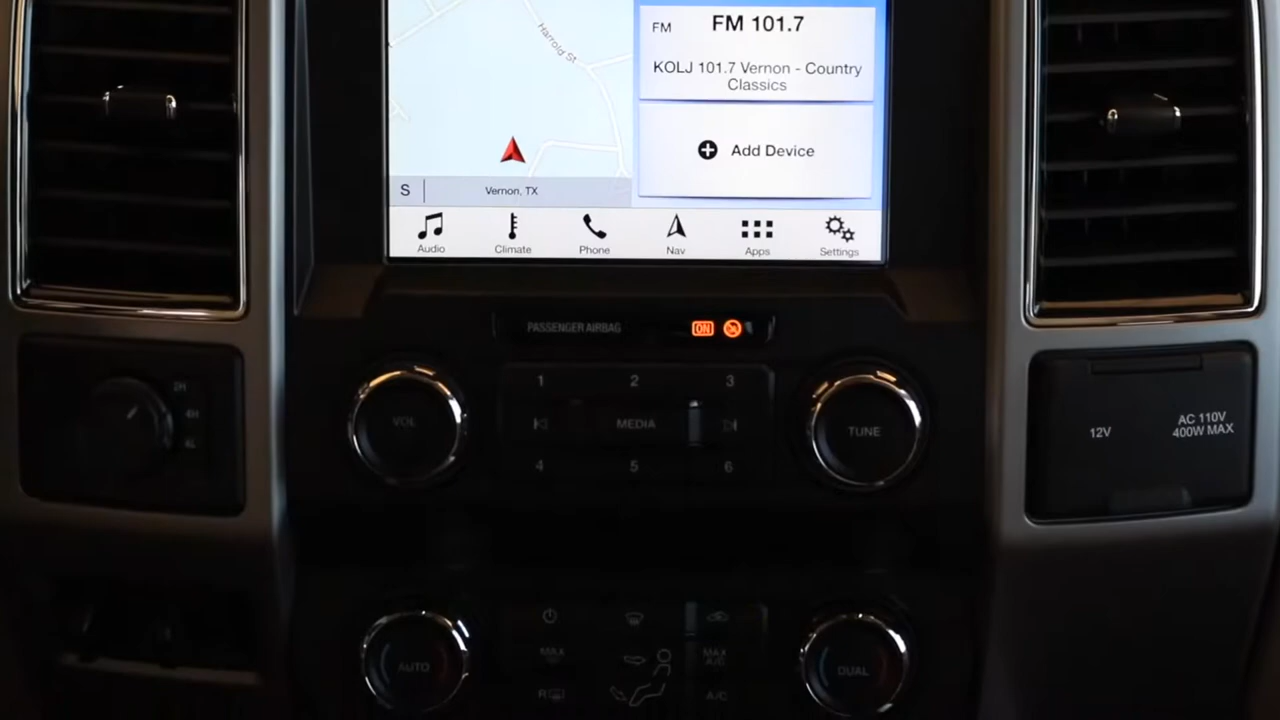 Harrold St
FM
FM 101.7
KOLJ 101.7 Vernon - Country
Classics
Add Device
S
Vernon, TX
Audio
Climate
Phone
Nav
Apps
Settings
PASSENGER AIRBAG
ON
1
2
3
VOL
MEDIA
TUNE
4
5
6
2H
4H
4L
12V
AC 110V
400W MAX
AUTO
MAX
R
MAX
A/C
A/C
DUAL